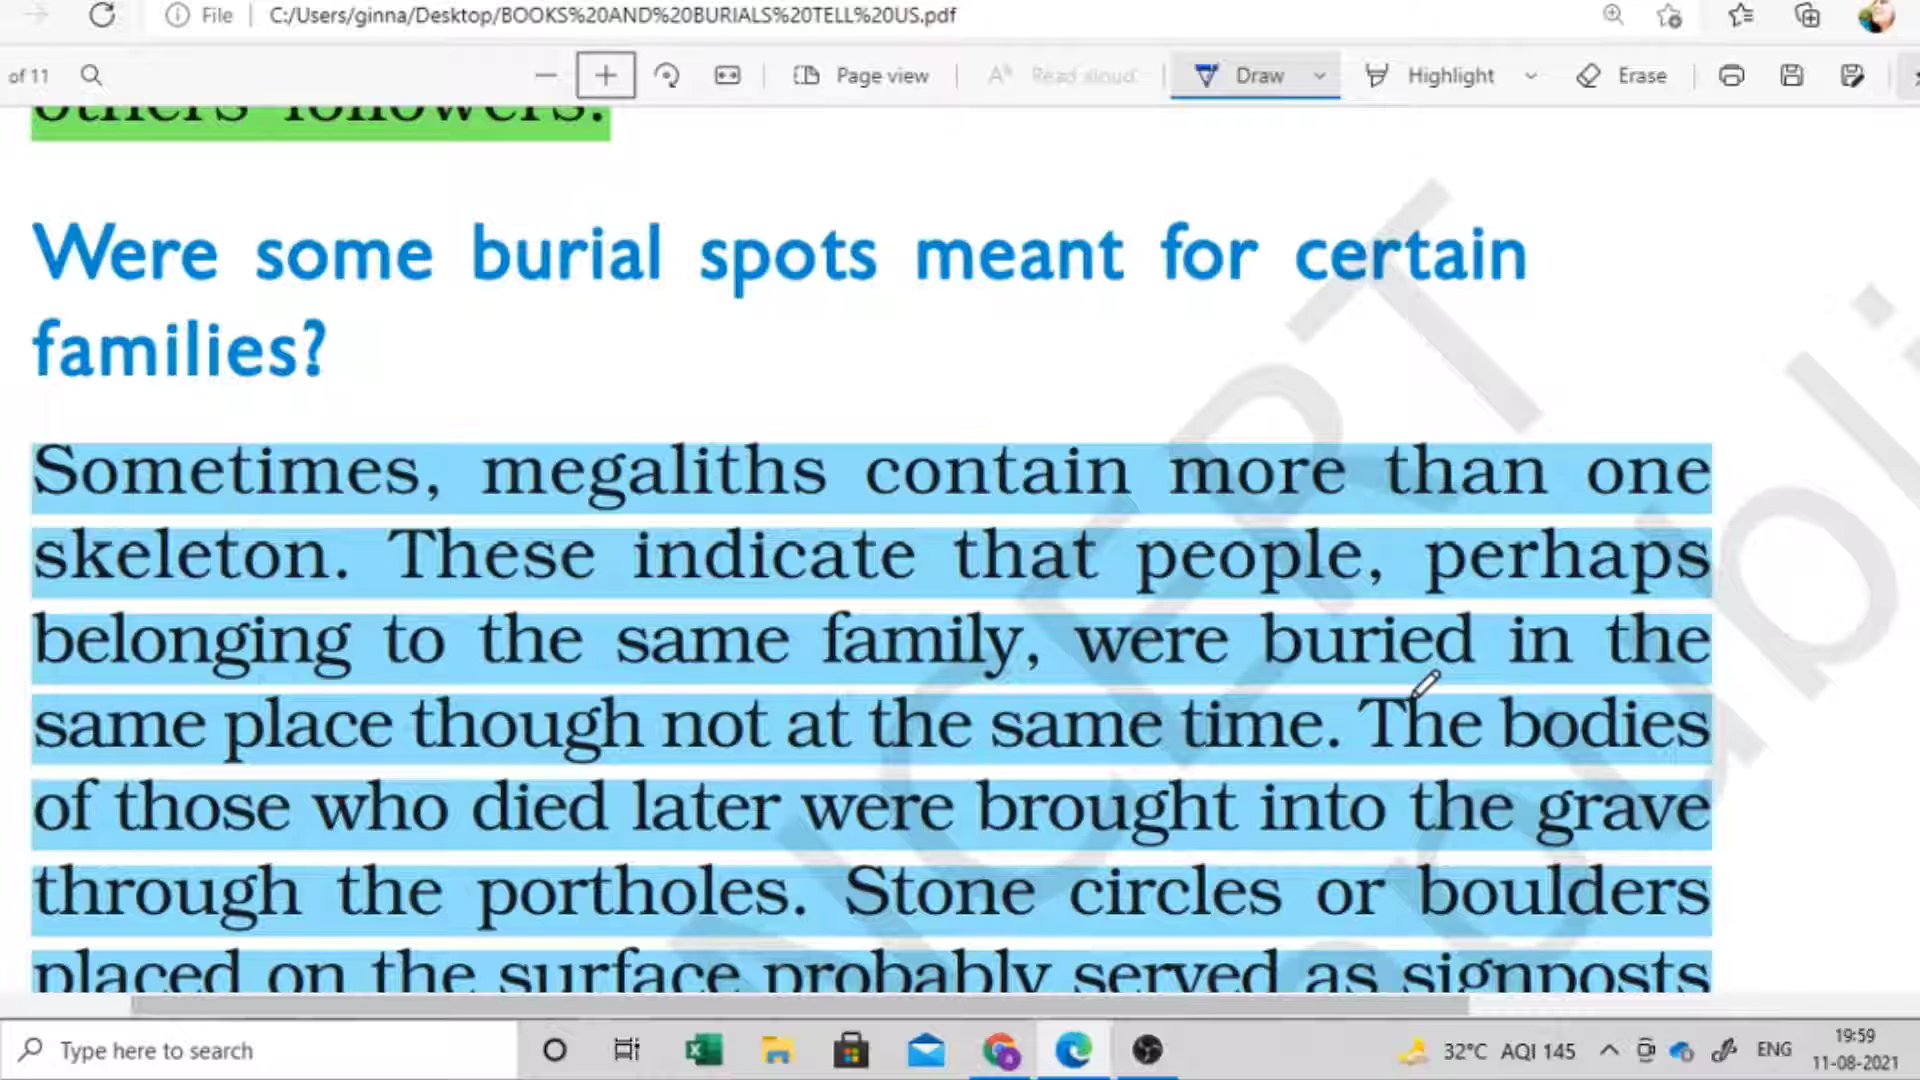 File C:/Users/ginna/Desktop/BOOKS%20AND%20BURIALS%20TELL%20US.pdf
of 11 Page view Read aloud Draw Highlight Erase
others followers.
Were some burial spots meant for certain
families?
Sometimes, megaliths contain more than one
skeleton. These indicate that people, perhaps
belonging to the same family, were buried in the
same place though not at the same time. The bodies
of those who died later were brought into the grave
through the portholes. Stone circles or boulders
placed on the surface probably served as signposts
Type here to search 32°C AQI 145 ENG 19:59
11-08-2021